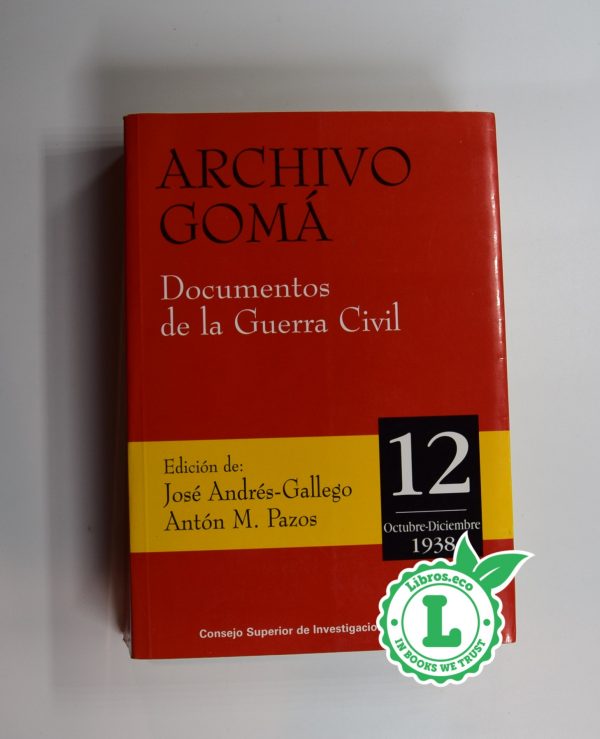 ARCHIVO
GOMÁ
Documentos
de la Guerra Civil
Edición de:
José Andrés-Gallego
Antón M. Pazos
12
Octubre-Diciembre
1938
Consejo Superior de
Libros.eco
L
IN BOOKS WE TRUST